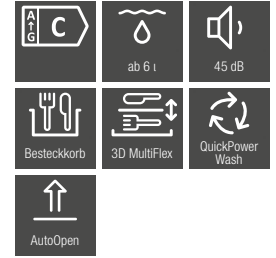 A
↑
G
C
ab 6 l
45 dB
Besteckkorb
3D MultiFlex
QuickPower
Wash
AutoOpen